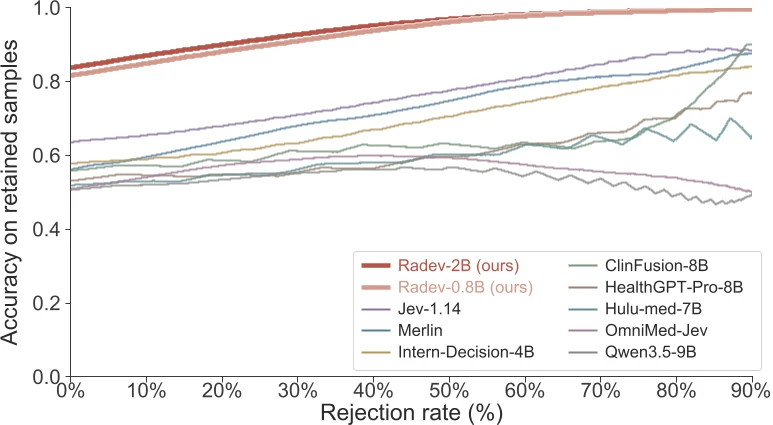 Accuracy on retained samples
1.0
0.8
0.6
0.4
0.2
0.0
Radev-2B (ours)
Radev-0.8B (ours)
Jev-1.14
Merlin
Intern-Decision-4B
ClinFusion-8B
HealthGPT-Pro-8B
Hulu-med-7B
OmniMed-Jev
Qwen3.5-9B
0% 10% 20% 30% 40% 50% 60% 70% 80% 90%
Rejection rate (%)